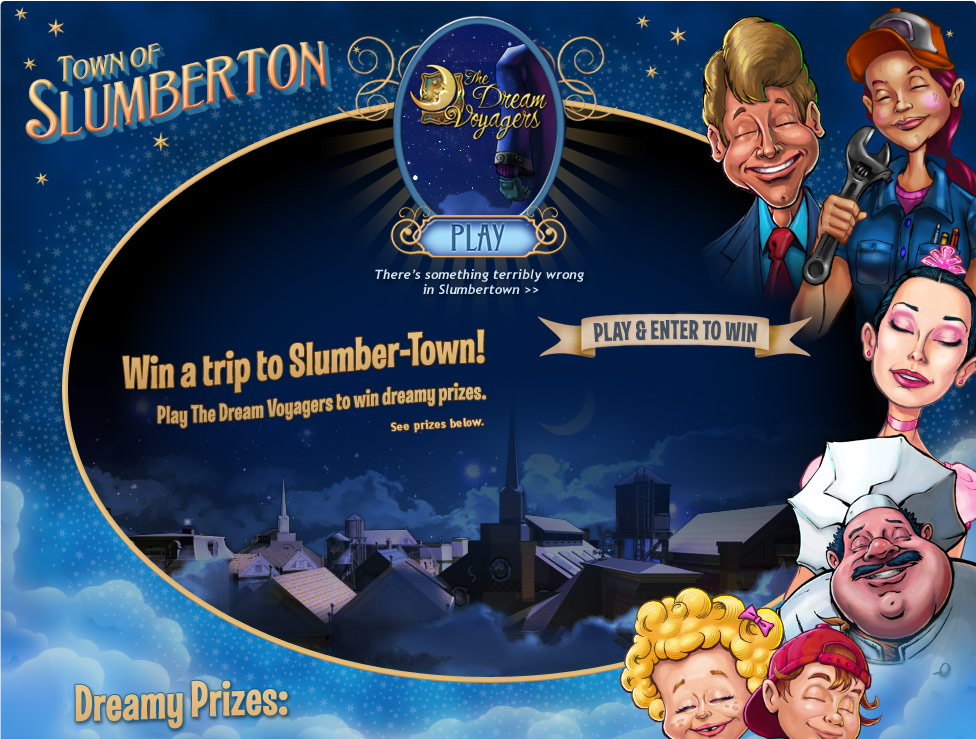 TOWN OF
SLUMBERTON
The
Dream
Voyagers
PLAY
There's something terribly wrong
in Slumbertown >>
PLAY & ENTER TO WIN
Win a trip to Slumber-Town!
Play The Dream Voyagers to win dreamy prizes.
See prizes below.
Dreamy Prizes: